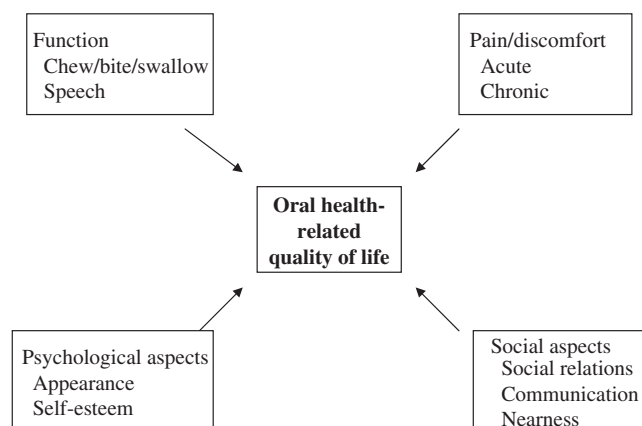 Function
Chew/bite/swallow
Speech
Pain/discomfort
Acute
Chronic
Oral health-
related
quality of life
Psychological aspects
Appearance
Self-esteem
Social aspects
Social relations
Communication
Nearness